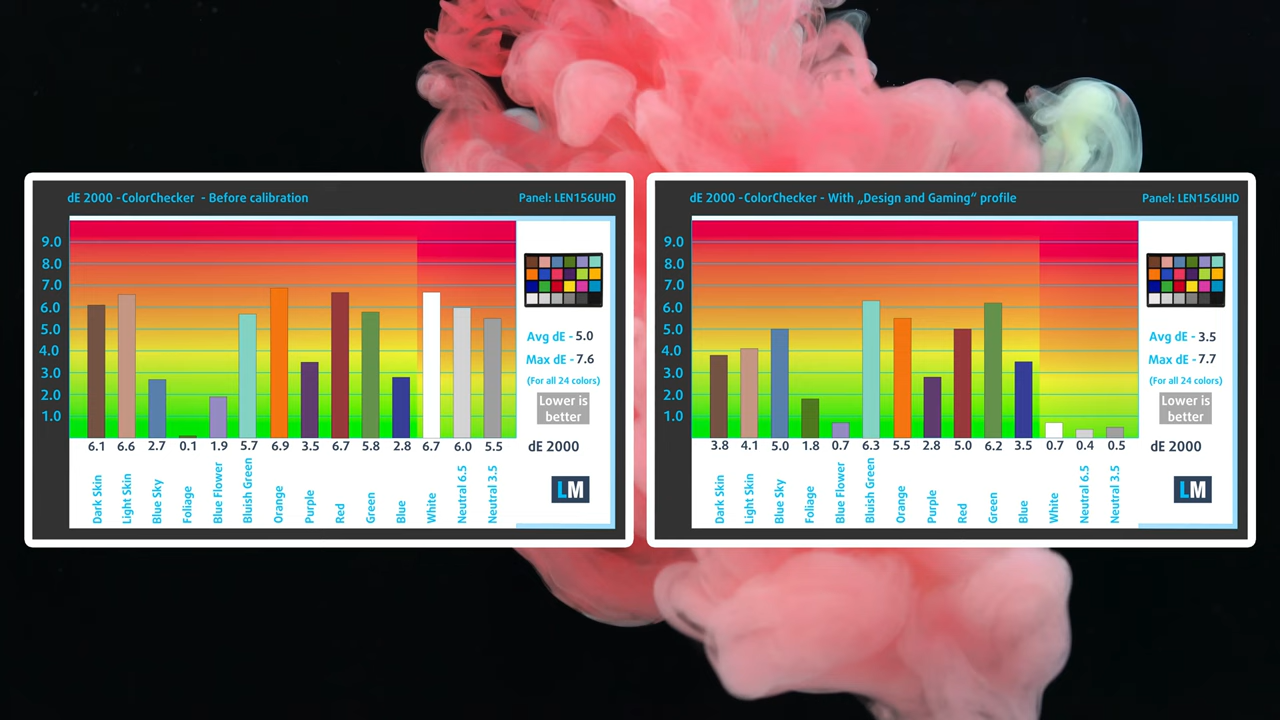 dE 2000 -ColorChecker - Before calibration
Panel: LEN156UHD
9.0
8.0
7.0
6.0
5.0
4.0
3.0
2.0
1.0
Avg dE - 5.0
Max dE - 7.6
(For all 24 colors)
Lower is
better
6.1 6.6 2.7 0.1 1.9 5.7 6.9 3.5 6.7 5.8 2.8 6.7 6.0 5.5
dE 2000
Dark Skin
Light Skin
Blue Sky
Foliage
Blue Flower
Bluish Green
Orange
Purple
Red
Green
Blue
White
Neutral 6.5
Neutral 3.5
LM
dE 2000 -ColorChecker - With „Design and Gaming“ profile
Panel: LEN156UHD
9.0
8.0
7.0
6.0
5.0
4.0
3.0
2.0
1.0
Avg dE - 3.5
Max dE - 7.7
(For all 24 colors)
Lower is
better
3.8 4.1 5.0 1.8 0.7 6.3 5.5 2.8 5.0 6.2 3.5 0.7 0.4 0.5
dE 2000
Dark Skin
Light Skin
Blue Sky
Foliage
Blue Flower
Bluish Green
Orange
Purple
Red
Green
Blue
White
Neutral 6.5
Neutral 3.5
LM